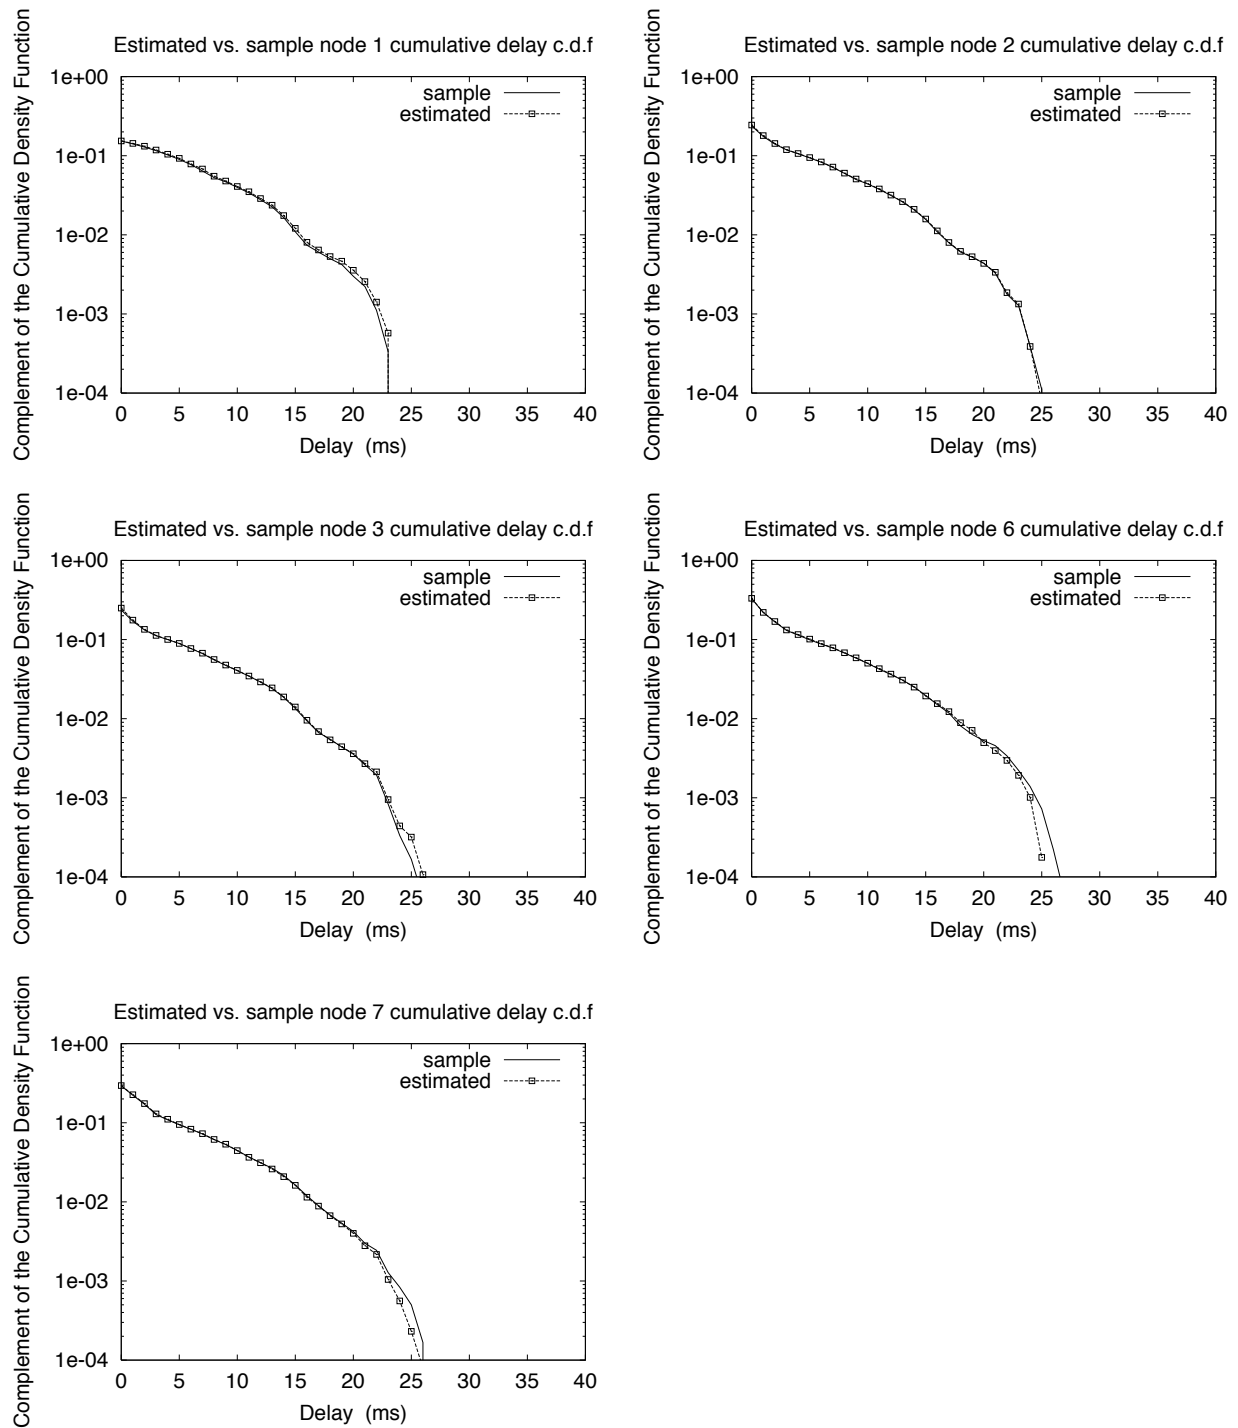 Estimated vs. sample node 1 cumulative delay c.d.f
Complement of the Cumulative Density Function
1e+00
1e-01
1e-02
1e-03
1e-04
sample
estimated
0 5 10 15 20 25 30 35 40
Delay (ms)
Estimated vs. sample node 2 cumulative delay c.d.f
Complement of the Cumulative Density Function
1e+00
1e-01
1e-02
1e-03
1e-04
sample
estimated
0 5 10 15 20 25 30 35 40
Delay (ms)
Estimated vs. sample node 3 cumulative delay c.d.f
Complement of the Cumulative Density Function
1e+00
1e-01
1e-02
1e-03
1e-04
sample
estimated
0 5 10 15 20 25 30 35 40
Delay (ms)
Estimated vs. sample node 6 cumulative delay c.d.f
Complement of the Cumulative Density Function
1e+00
1e-01
1e-02
1e-03
1e-04
sample
estimated
0 5 10 15 20 25 30 35 40
Delay (ms)
Estimated vs. sample node 7 cumulative delay c.d.f
Complement of the Cumulative Density Function
1e+00
1e-01
1e-02
1e-03
1e-04
sample
estimated
0 5 10 15 20 25 30 35 40
Delay (ms)